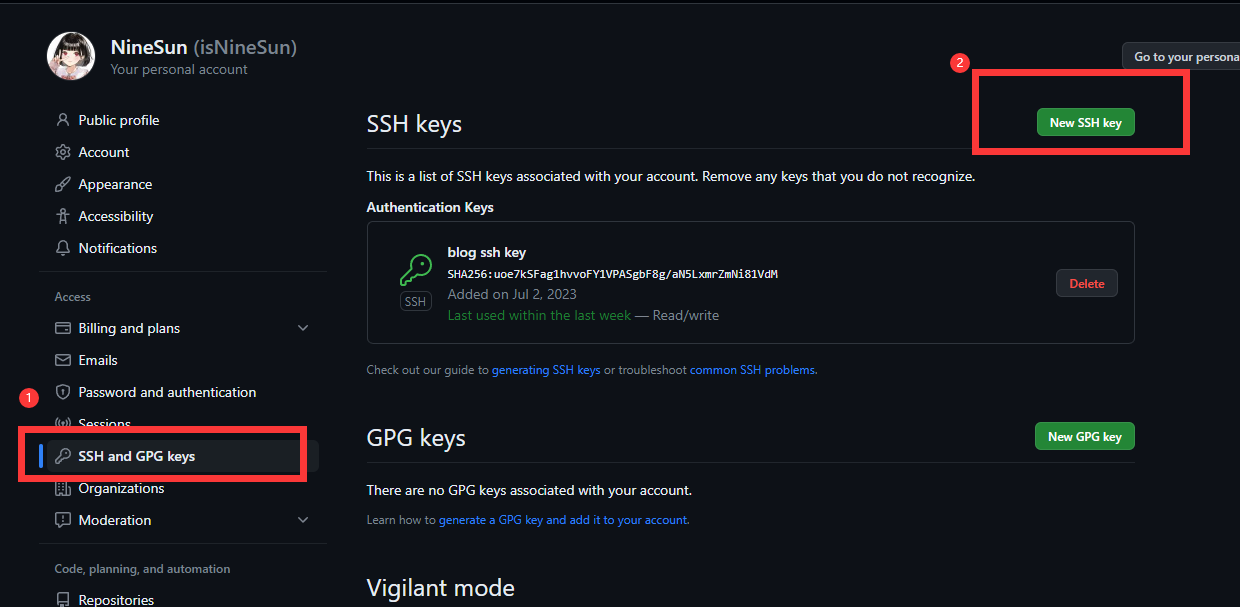 NineSun (isNineSun)
Your personal account
Go to your persona
Public profile
Account
Appearance
Accessibility
Notifications
Access
Billing and plans
Emails
1
Password and authentication
Sessions
SSH and GPG keys
Organizations
Moderation
Code, planning, and automation
Repositories
2
SSH keys
New SSH key
This is a list of SSH keys associated with your account. Remove any keys that you do not recognize.
Authentication Keys
blog ssh key
SHA256:uoe7kSFag1hvvoFY1VPASgbF8g/aN5LxmrZmNi81VdM
SSH
Added on Jul 2, 2023
Last used within the last week — Read/write
Delete
Check out our guide to generating SSH keys or troubleshoot common SSH problems.
GPG keys
New GPG key
There are no GPG keys associated with your account.
Learn how to generate a GPG key and add it to your account.
Vigilant mode